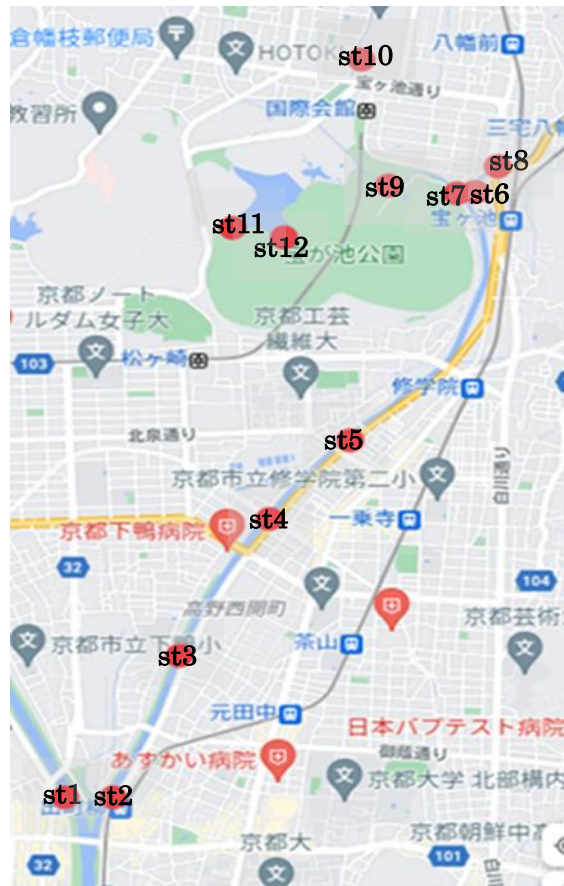 倉幡枝郵便局
HOTOK
st10
八幡前
宝ヶ池通り
国際会館
教習所
三宅八幡
st8
st9
st7
st6
宝ケ池
st11
st12
宝が池公園
京都ノート
ルダム女子大
京都工芸
繊維大
103
松ヶ崎
修学院
北泉通り
st5
白川通り
京都市立修学院第二小
st4
一乗寺
京都下鴨病院
32
104
高野西開町
京都芸術
京都市立下鴨小
茶山
st3
元田中
日本バプテスト病院
御蔭通り
あすかい病院
京都大学 北部構内
st1
st2
京都大
京都朝鮮中高
32
101
白川